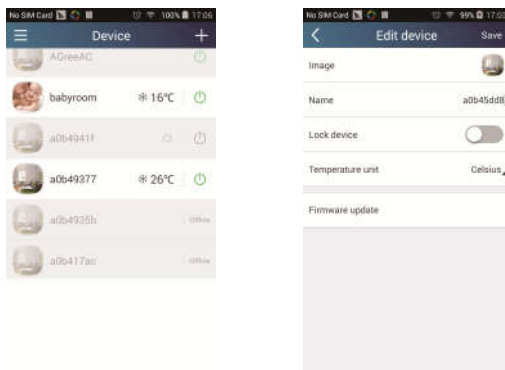 No SIM Card 100% 17:06
Device
AGreeAC
babyroom 16°C
a0b4941f
a0b49377 26°C
a0b4935b Offline
a0b417ac Offline
No SIM Card 99% 17:03
Edit device Save
Image
Name a0b45dd8
Lock device
Temperature unit Celsius
Firmware update